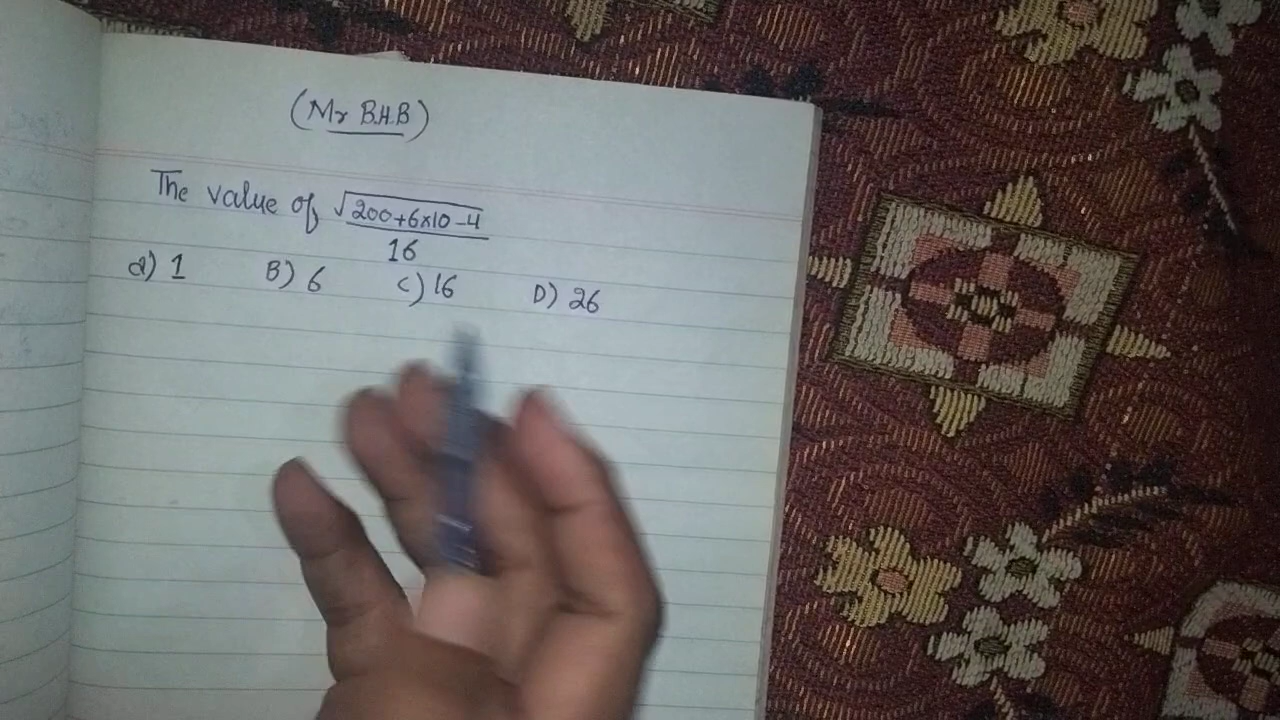 (Mr B.H.B)
The value of √200+6×10-4 / 16
a) 1 B) 6 C) 16 D) 26